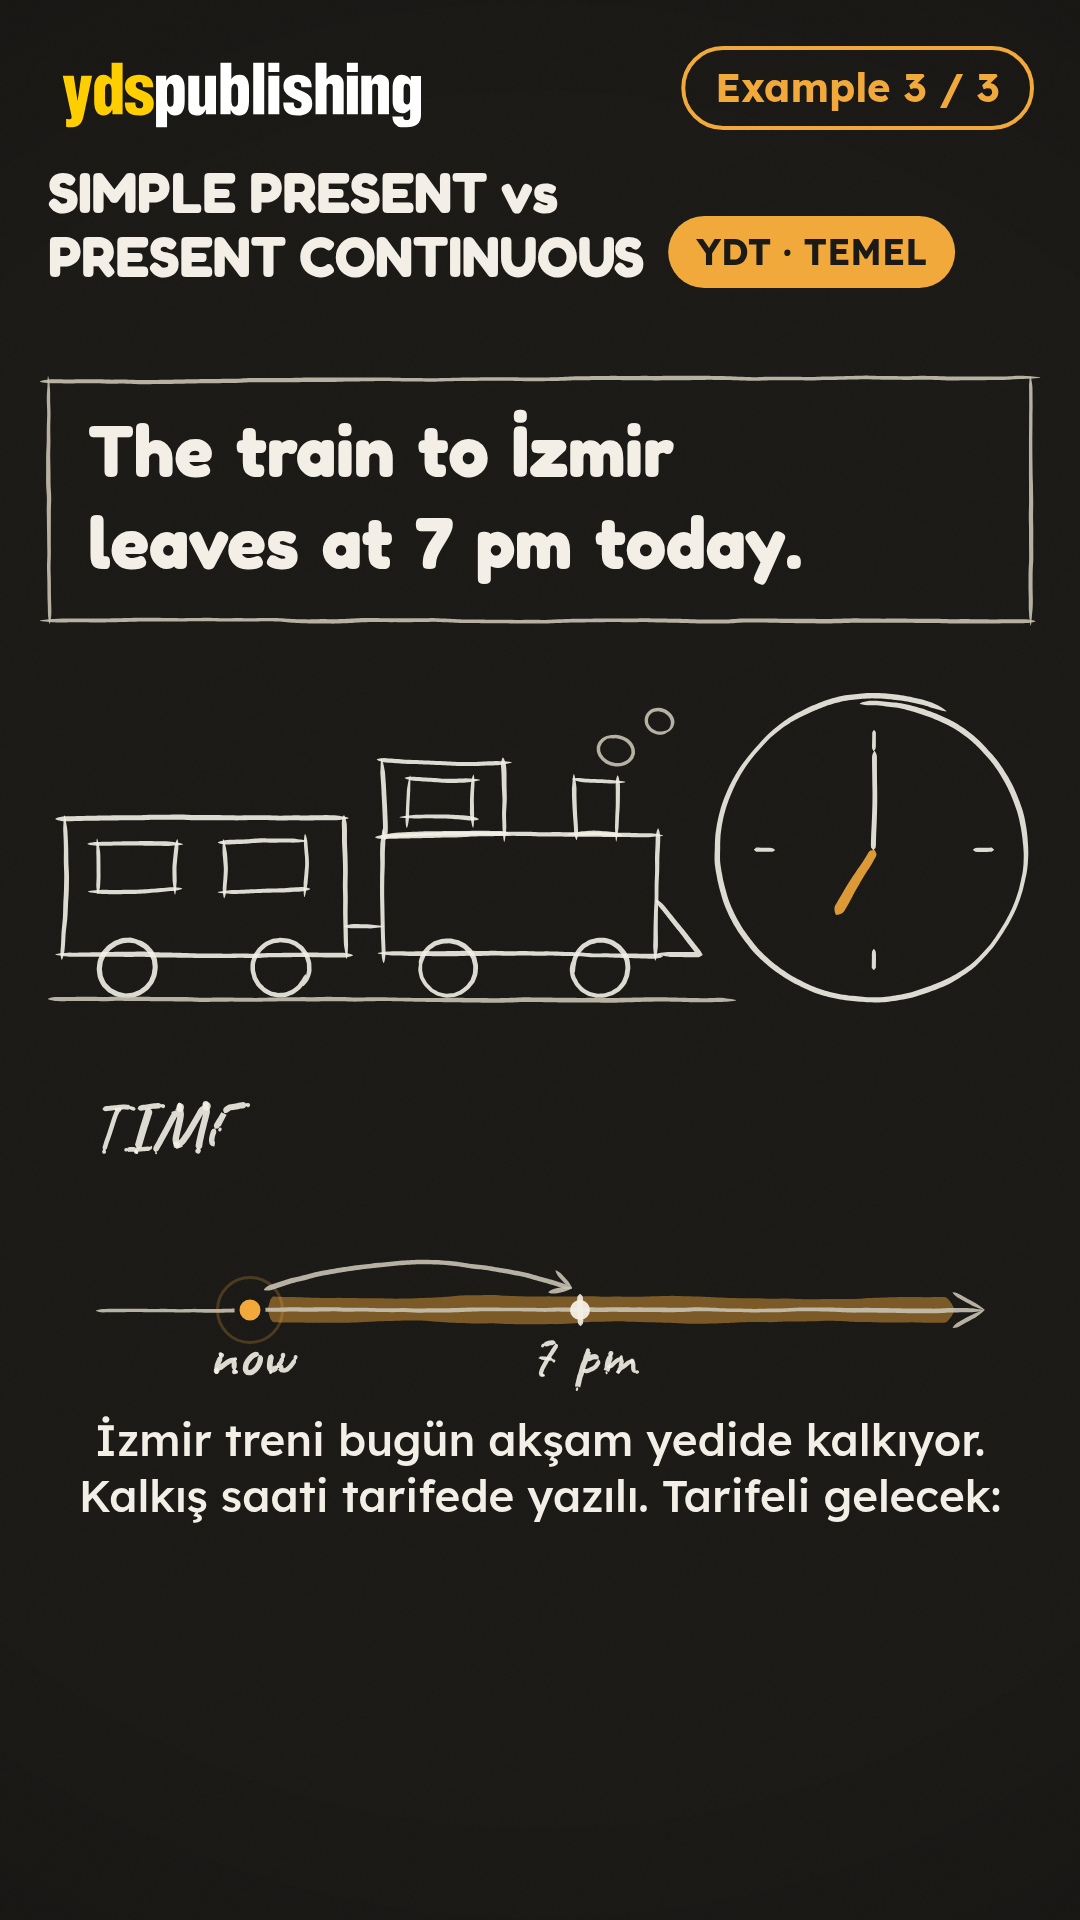 ydspublishing
Example 3 / 3
SIMPLE PRESENT vs
PRESENT CONTINUOUS
YDT · TEMEL
The train to İzmir
leaves at 7 pm today.
now
7 pm
İzmir treni bugün akşam yedide kalkıyor.
Kalkış saati tarifede yazılı. Tarifeli gelecek: